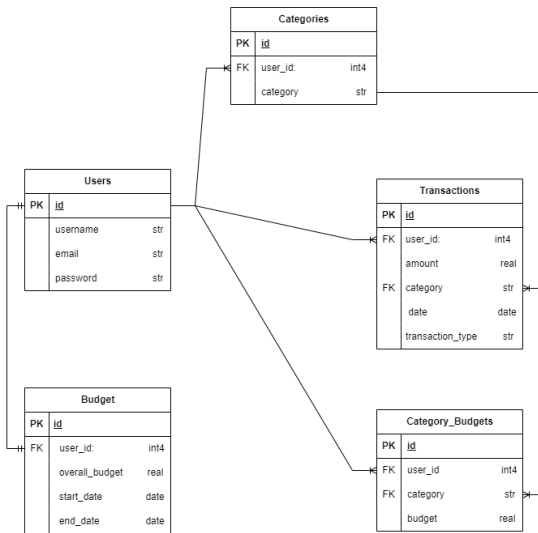 Categories
PK id
FK user_id: int4
category str
Users
PK id
username str
email str
password str
Transactions
PK id
FK user_id: int4
amount real
FK category str
date date
transaction_type str
Budget
PK id
FK user_id: int4
overall_budget real
start_date date
end_date date
Category_Budgets
PK id
FK user_id int4
FK category str
budget real